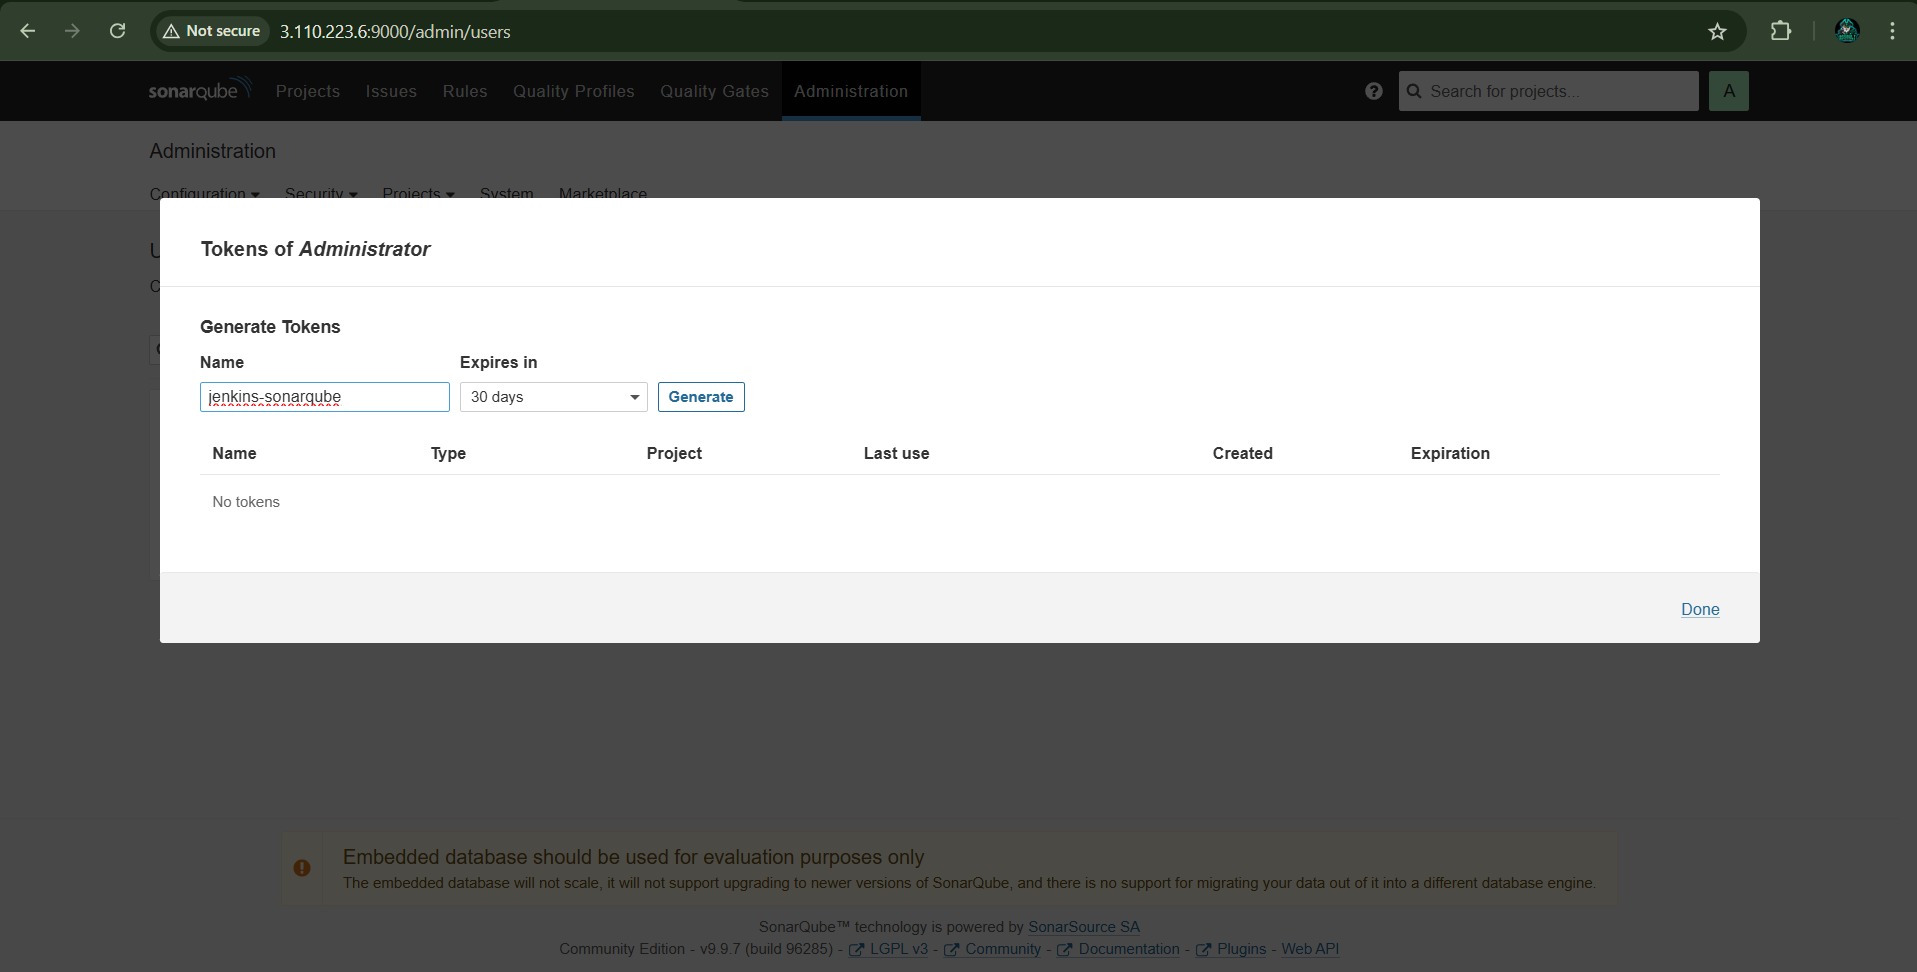 Not secure 3.110.223.6:9000/admin/users
sonarqube Projects Issues Rules Quality Profiles Quality Gates Administration Search for projects... A
Administration
Configuration Security Projects System Marketplace
U
C
Tokens of Administrator
Generate Tokens
Name Expires in
jenkins-sonarqube 30 days Generate
Name Type Project Last use Created Expiration
No tokens
Done
Embedded database should be used for evaluation purposes only
The embedded database will not scale, it will not support upgrading to newer versions of SonarQube, and there is no support for migrating your data out of it into a different database engine.
SonarQube™ technology is powered by SonarSource SA
Community Edition - v9.9.7 (build 96285) - LGPL v3 - Community - Documentation - Plugins - Web API